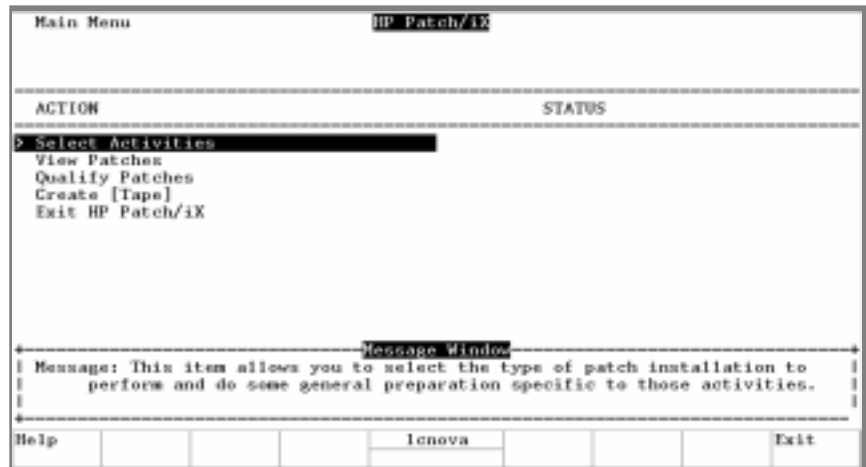 Main Menu HP Patch/iX
ACTION STATUS
> Select Activities
View Patches
Qualify Patches
Create [Tape]
Exit HP Patch/iX
Message Window
Message: This item allows you to select the type of patch installation to
perform and do some general preparation specific to those activities.
Help lcnova Exit